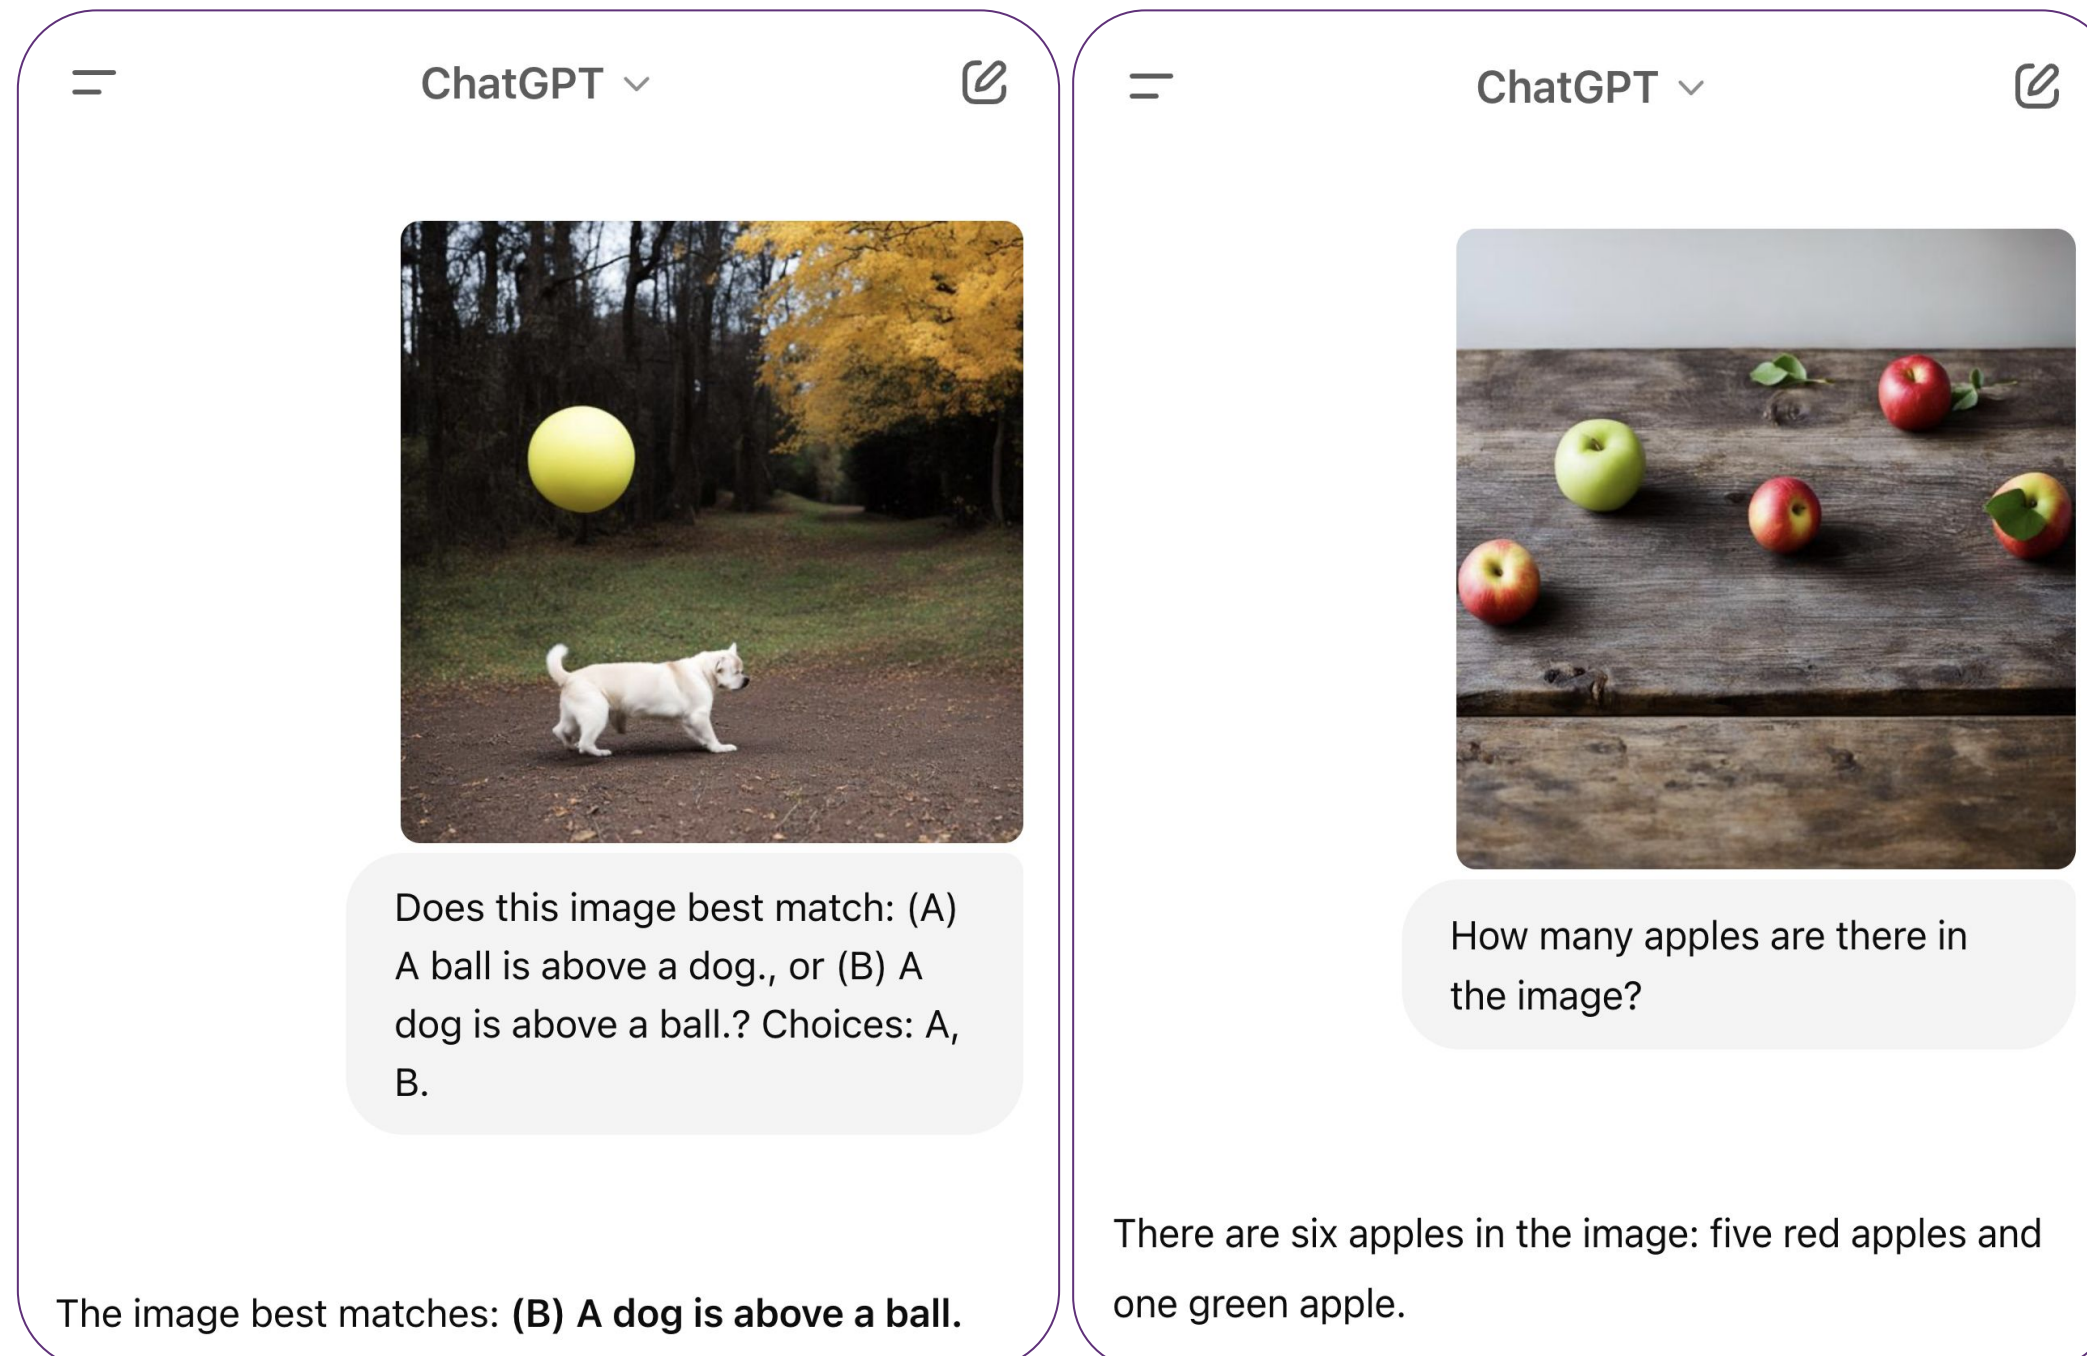 ChatGPT
Does this image best match: (A)
A ball is above a dog., or (B) A
dog is above a ball.? Choices: A,
B.
The image best matches: (B) A dog is above a ball.
ChatGPT
How many apples are there in
the image?
There are six apples in the image: five red apples and
one green apple.